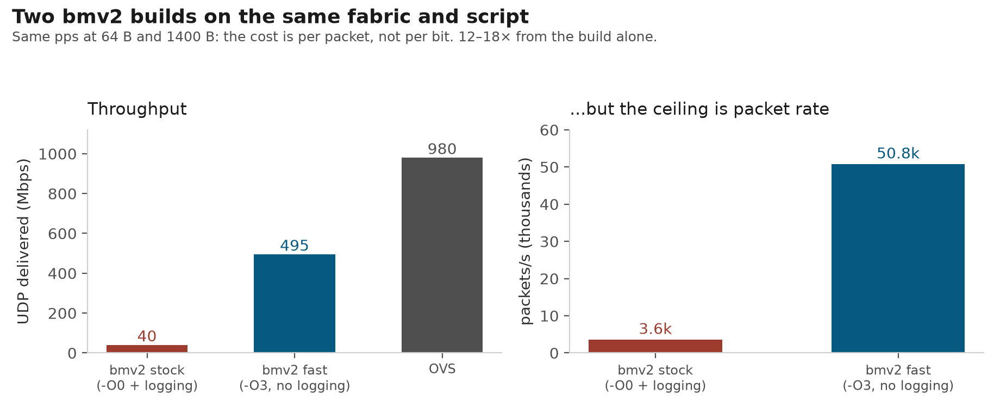 Two bmv2 builds on the same fabric and script
Same pps at 64 B and 1400 B: the cost is per packet, not per bit. 12–18× from the build alone.
Throughput
UDP delivered (Mbps)
1000
800
600
400
200
0
40
495
980
bmv2 stock
(-O0 + logging)
bmv2 fast
(-O3, no logging)
OVS
...but the ceiling is packet rate
packets/s (thousands)
60
50
40
30
20
10
0
3.6k
50.8k
bmv2 stock
(-O0 + logging)
bmv2 fast
(-O3, no logging)